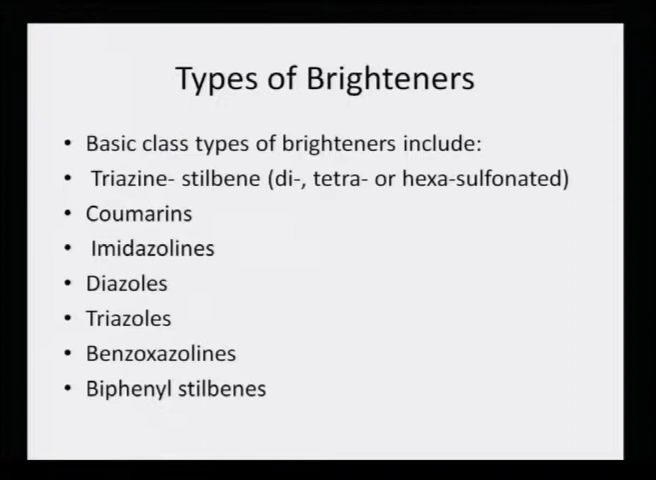 Types of Brighteners
• Basic class types of brighteners include:
• Triazine- stilbene (di-, tetra- or hexa-sulfonated)
• Coumarins
• Imidazolines
• Diazoles
• Triazoles
• Benzoxazolines
• Biphenyl stilbenes